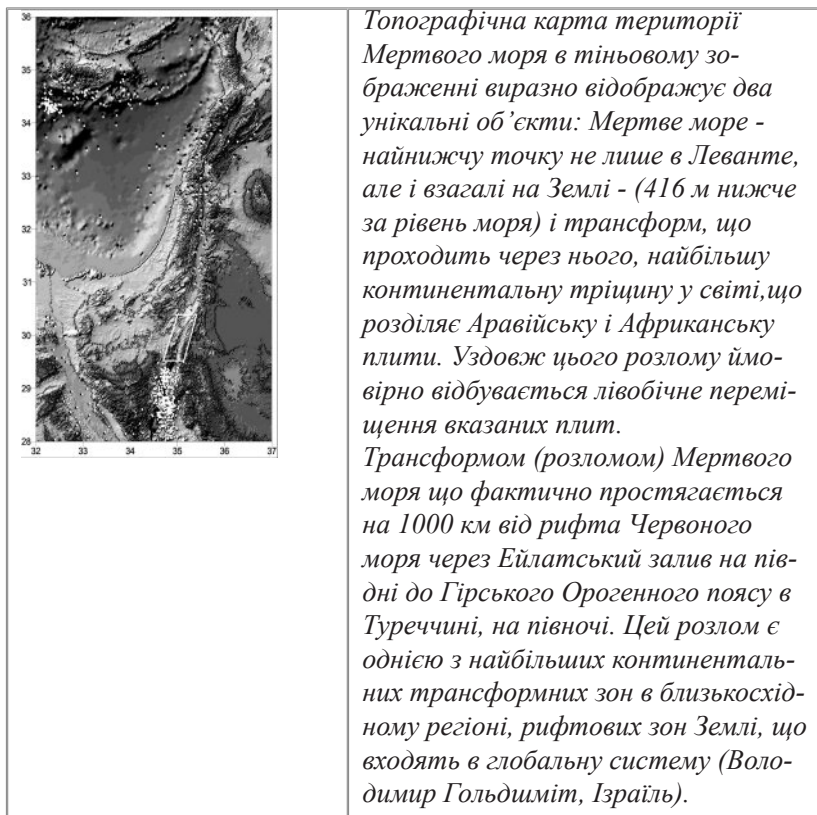 36
35
34
33
32
31
30
29
28
32 33 34 35 36 37
Топографічна карта території
Мертвого моря в тіньовому зо-
браженні виразно відображує два
унікальні об’єкти: Мертве море -
найнижчу точку не лише в Леванте,
але і взагалі на Землі - (416 м нижче
за рівень моря) і трансформ, що
проходить через нього, найбільшу
континентальну тріщину у світі,що
розділяє Аравійську і Африканську
плити. Уздовж цього розлому ймо-
вірно відбувається лівобічне перемі-
щення вказаних плит.
Трансформом (розломом) Мертвого
моря що фактично простягається
на 1000 км від рифта Червоного
моря через Ейлатський залив на пів-
дні до Гірського Орогенного поясу в
Туреччині, на півночі. Цей розлом є
однією з найбільших континенталь-
них трансформних зон в близькосхід-
ному регіоні, рифтових зон Землі, що
входять в глобальну систему (Воло-
димир Гольдшміт, Ізраїль).